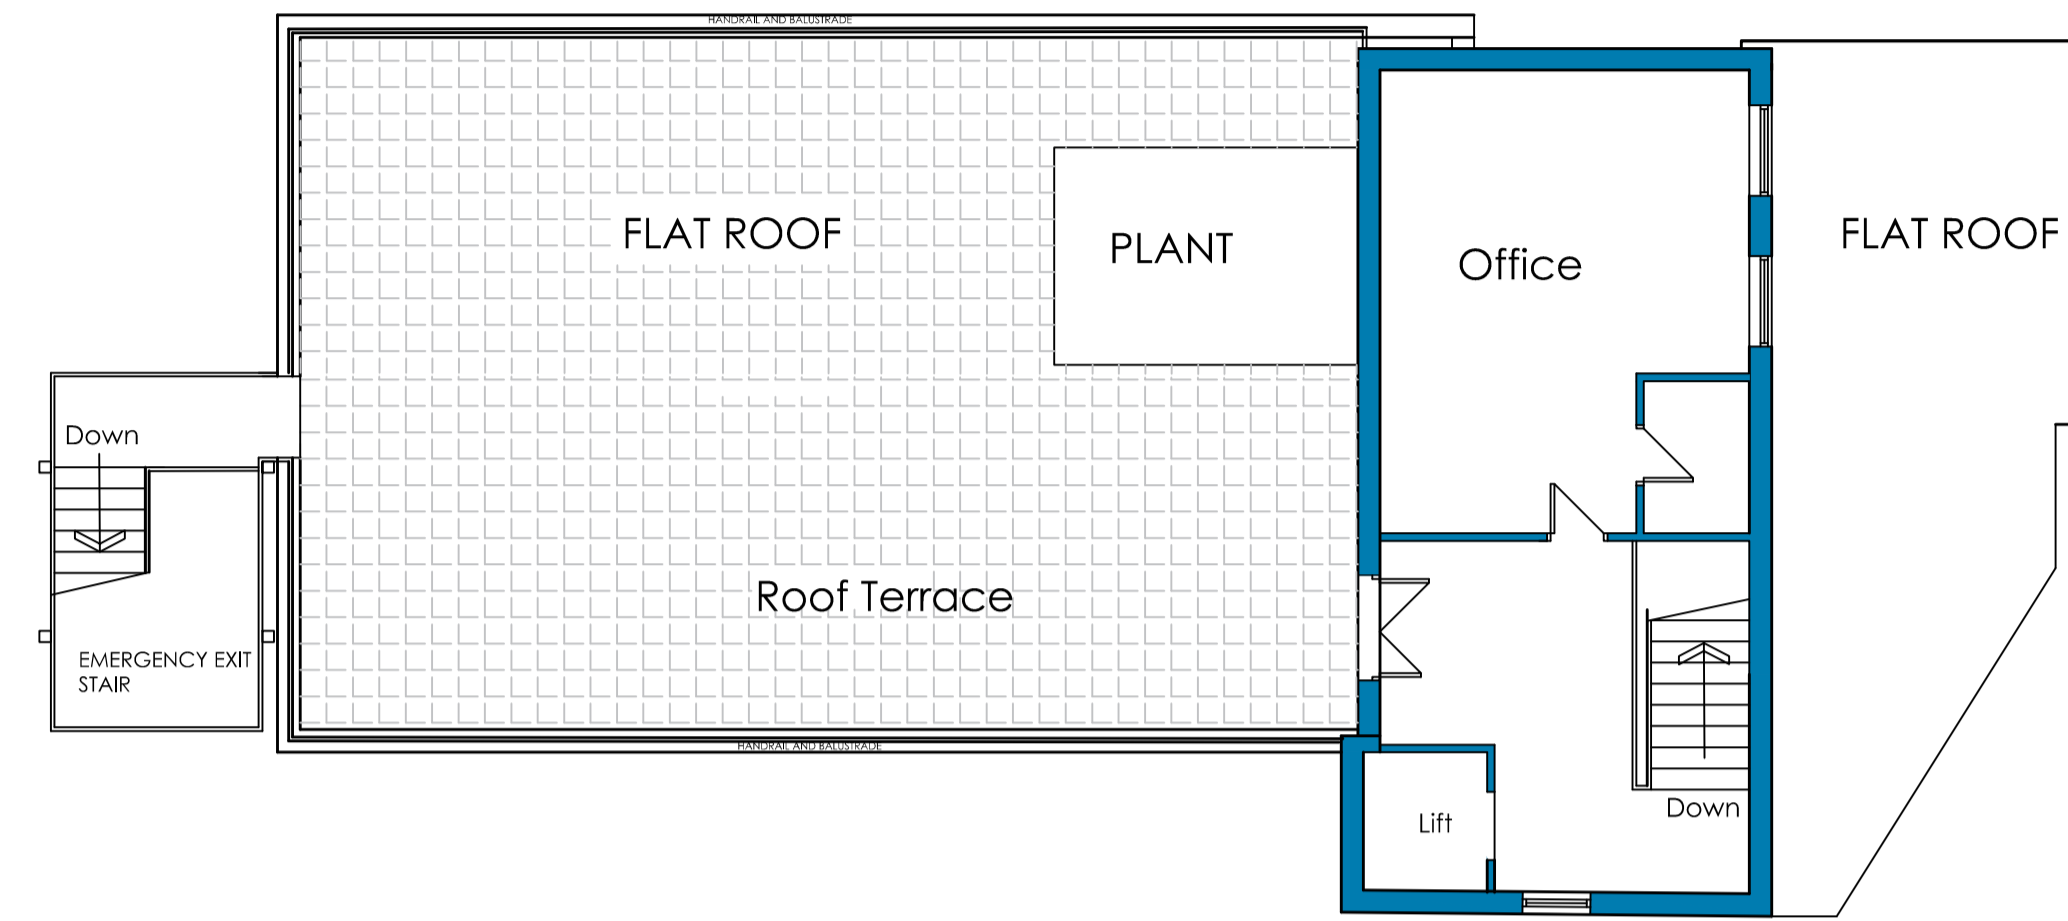 HANDRAIL AND BALUSTRADE
FLAT ROOF
PLANT
Office
FLAT ROOF
Down
Roof Terrace
EMERGENCY EXIT
STAIR
HANDRAIL AND BALUSTRADE
Lift
Down